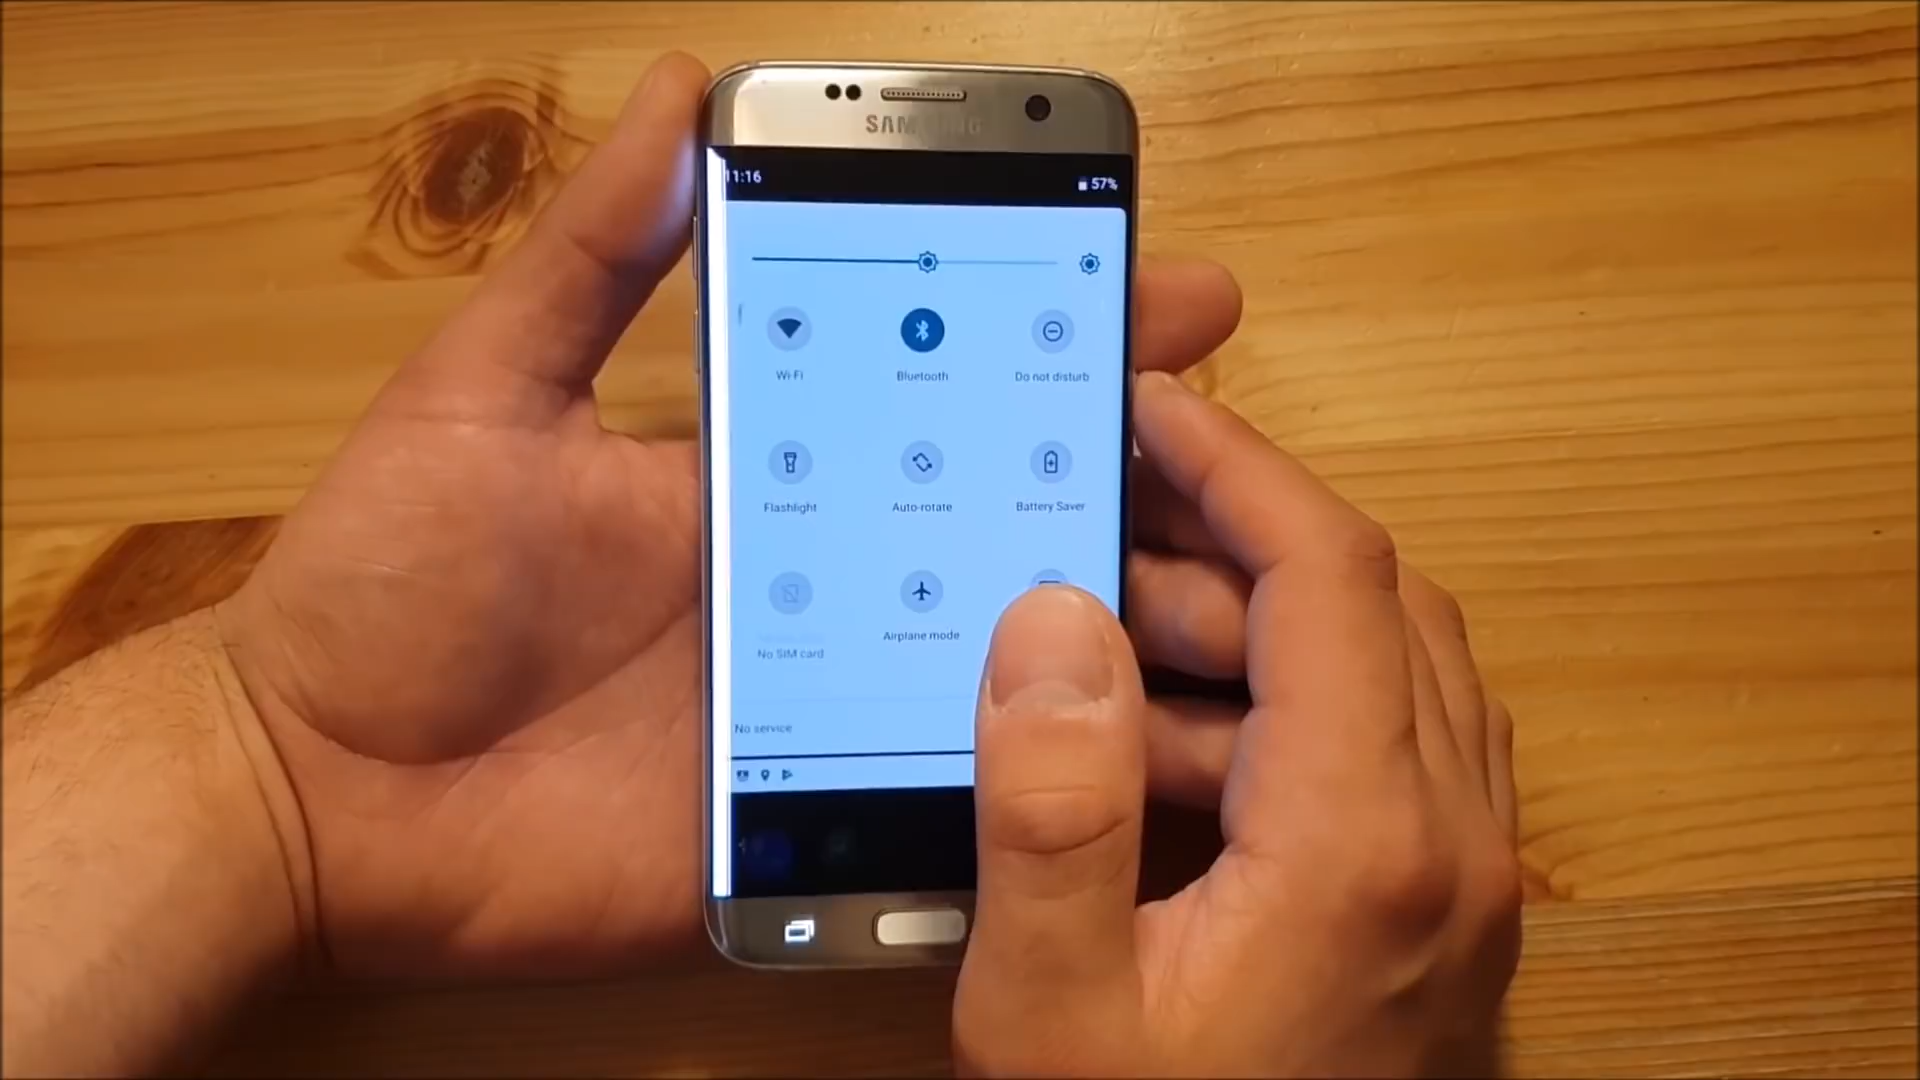 SAMSUNG
11:16 57%
Wi-Fi Bluetooth Do not disturb
Flashlight Auto-rotate Battery Saver
Airplane mode
No SIM card
No service